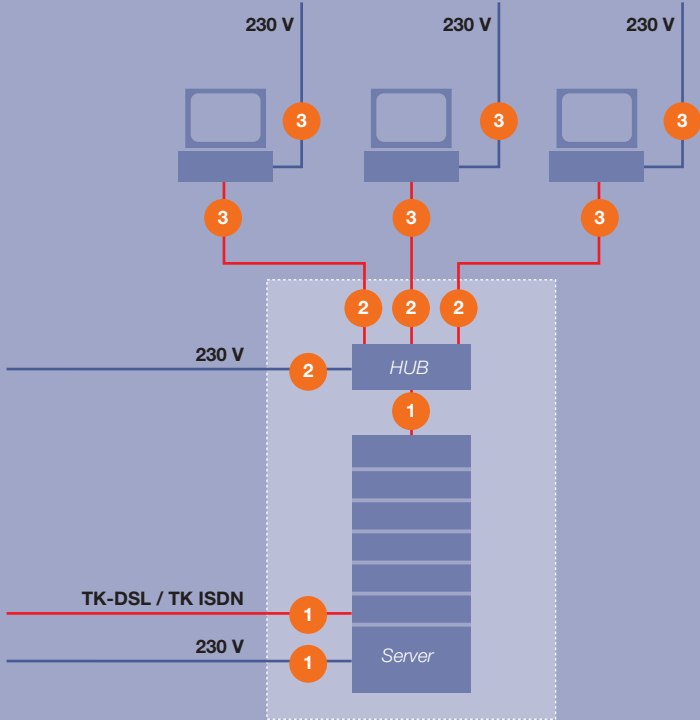 230 V 230 V 230 V
3 3 3
3 3 3
2 2 2
230 V
2 HUB
1
TK-DSL / TK ISDN
1
230 V
1 Server